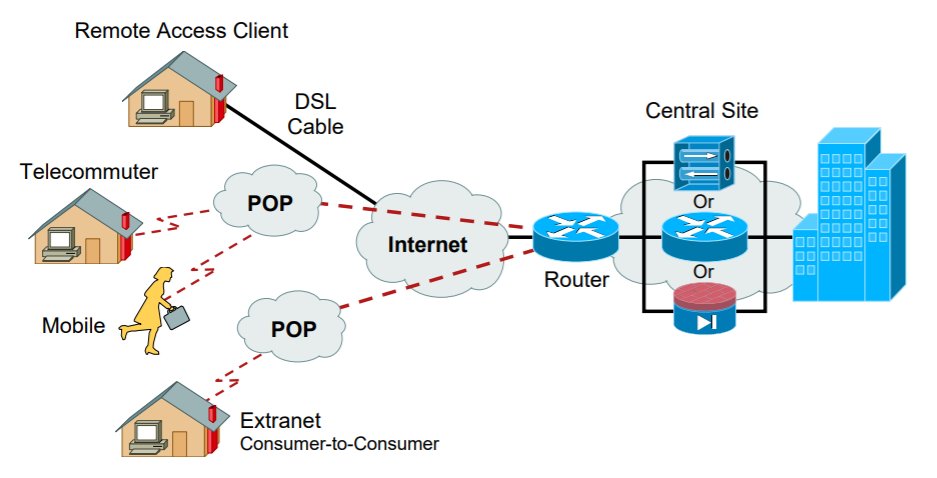 Remote Access Client
DSL
Cable
Central Site
Telecommuter
POP
Or
Internet
Router
Or
Mobile
POP
Extranet
Consumer-to-Consumer